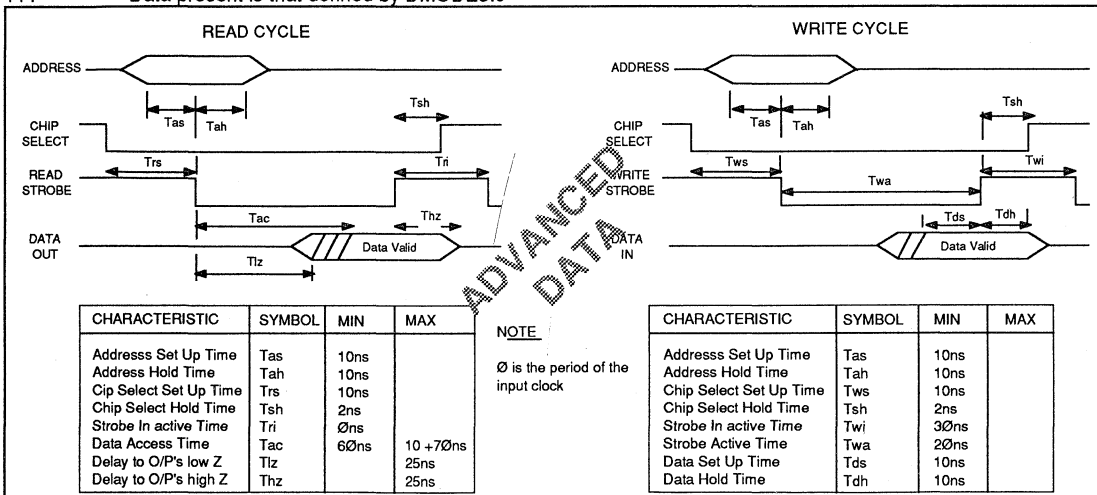 Data present is that defined by
READ CYCLE
ADDRESS
Tas
Tah
Tsh
CHIP
SELECT
Trs
Tri
READ
STROBE
Tac
Thz
DATA
OUT
Data Valid
Tlz
CHARACTERISTIC SYMBOL MIN MAX
Addresss Set Up Time Tas 10ns
Address Hold Time Tah 10ns
Cip Select Set Up Time Trs 10ns
Chip Select Hold Time Tsh 2ns
Strobe In active Time Tri Øns
Data Access Time Tac 6Øns 10 +7Øns
Delay to O/P's low Z Tlz 25ns
Delay to O/P's high Z Thz 25ns
ADVANCED
DATA
NOTE
Ø is the period of the
input clock
WRITE CYCLE
ADDRESS
Tas
Tah
Tsh
CHIP
SELECT
Tws
Twi
WRITE
STROBE
Twa
Tds
Tdh
DATA
IN
Data Valid
CHARACTERISTIC SYMBOL MIN MAX
Addresss Set Up Time Tas 10ns
Address Hold Time Tah 10ns
Chip Select Set Up Time Tws 10ns
Chip Select Hold Time Tsh 2ns
Strobe In active Time Twi 3Øns
Strobe Active Time Twa 2Øns
Data Set Up Time Tds 10ns
Data Hold Time Tdh 10ns